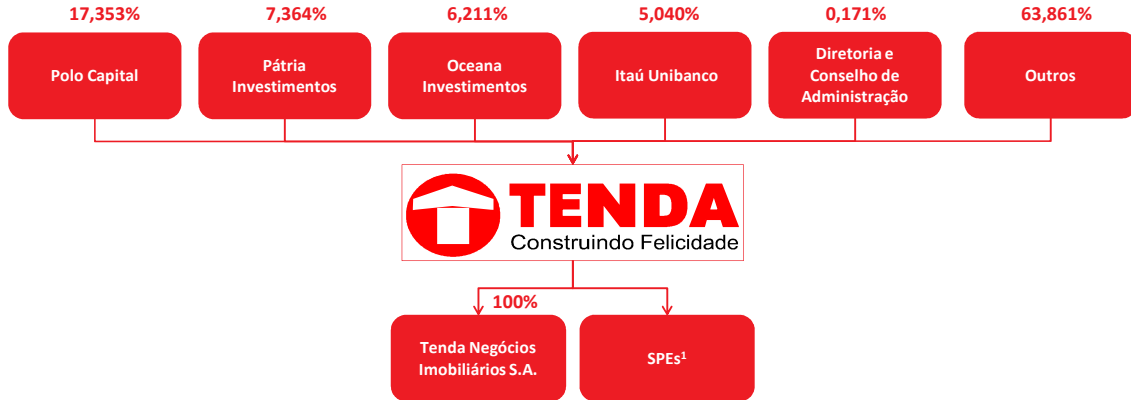 17,353%
7,364%
6,211%
5,040%
0,171%
63,861%
Polo Capital
Pátria
Investimentos
Oceana
Investimentos
Itaú Unibanco
Diretoria e
Conselho de
Administração
Outros
TENDA
Construindo Felicidade
100%
Tenda Negócios
Imobiliários S.A.
SPEs¹